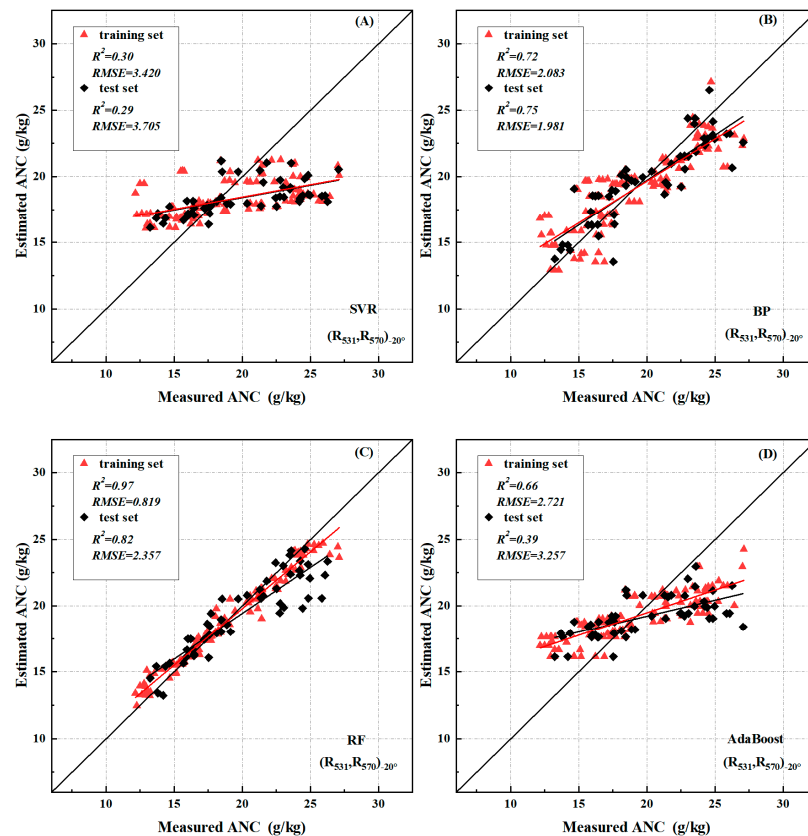 (A)
training set
R²=0.30
RMSE=3.420
test set
R²=0.29
RMSE=3.705
Estimated ANC (g/kg)
30
25
20
15
10
SVR
(R₅₃₁,R₅₇₀)₋₂₀°
10 15 20 25 30
Measured ANC (g/kg)
(B)
training set
R²=0.72
RMSE=2.083
test set
R²=0.75
RMSE=1.981
Estimated ANC (g/kg)
30
25
20
15
10
BP
(R₅₃₁,R₅₇₀)₋₂₀°
10 15 20 25 30
Measured ANC (g/kg)
(C)
training set
R²=0.97
RMSE=0.819
test set
R²=0.82
RMSE=2.357
Estimated ANC (g/kg)
30
25
20
15
10
RF
(R₅₃₁,R₅₇₀)₋₂₀°
10 15 20 25 30
Measured ANC (g/kg)
(D)
training set
R²=0.66
RMSE=2.721
test set
R²=0.39
RMSE=3.257
Estimated ANC (g/kg)
30
25
20
15
10
AdaBoost
(R₅₃₁,R₅₇₀)₋₂₀°
10 15 20 25 30
Measured ANC (g/kg)